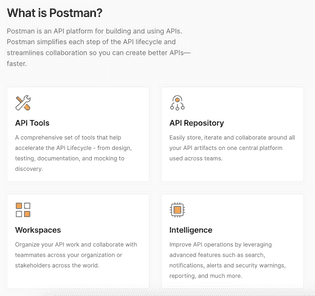 What is Postman?
Postman is an API platform for building and using APIs.
Postman simplifies each step of the API lifecycle and
streamlines collaboration so you can create better APIs—
faster.
API Tools
A comprehensive set of tools that help
accelerate the API Lifecycle - from design,
testing, documentation, and mocking to
discovery.
API Repository
Easily store, iterate and collaborate around all
your API artifacts on one central platform
used across teams.
Workspaces
Organize your API work and collaborate with
teammates across your organization or
stakeholders across the world.
Intelligence
Improve API operations by leveraging
advanced features such as search,
notifications, alerts and security warnings,
reporting, and much more.